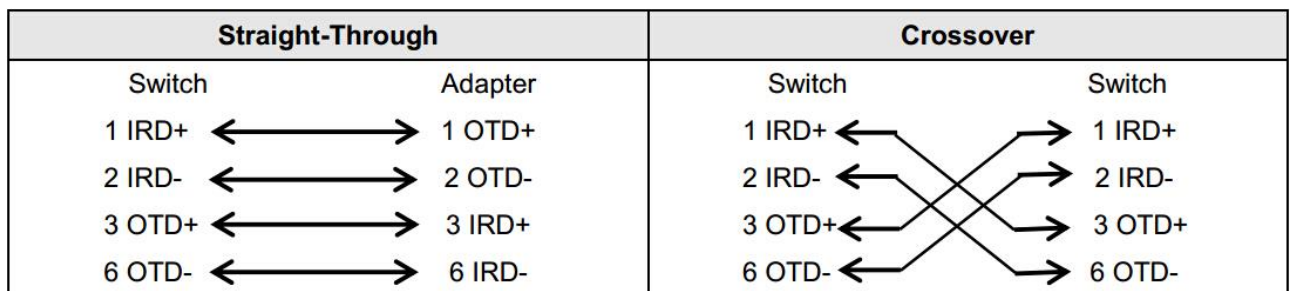 Straight-Through Crossover
Switch Adapter Switch Switch
1 IRD+ 1 OTD+ 1 IRD+ 1 IRD+
2 IRD- 2 OTD- 2 IRD- 2 IRD-
3 OTD+ 3 IRD+ 3 OTD+ 3 OTD+
6 OTD- 6 IRD- 6 OTD- 6 OTD-